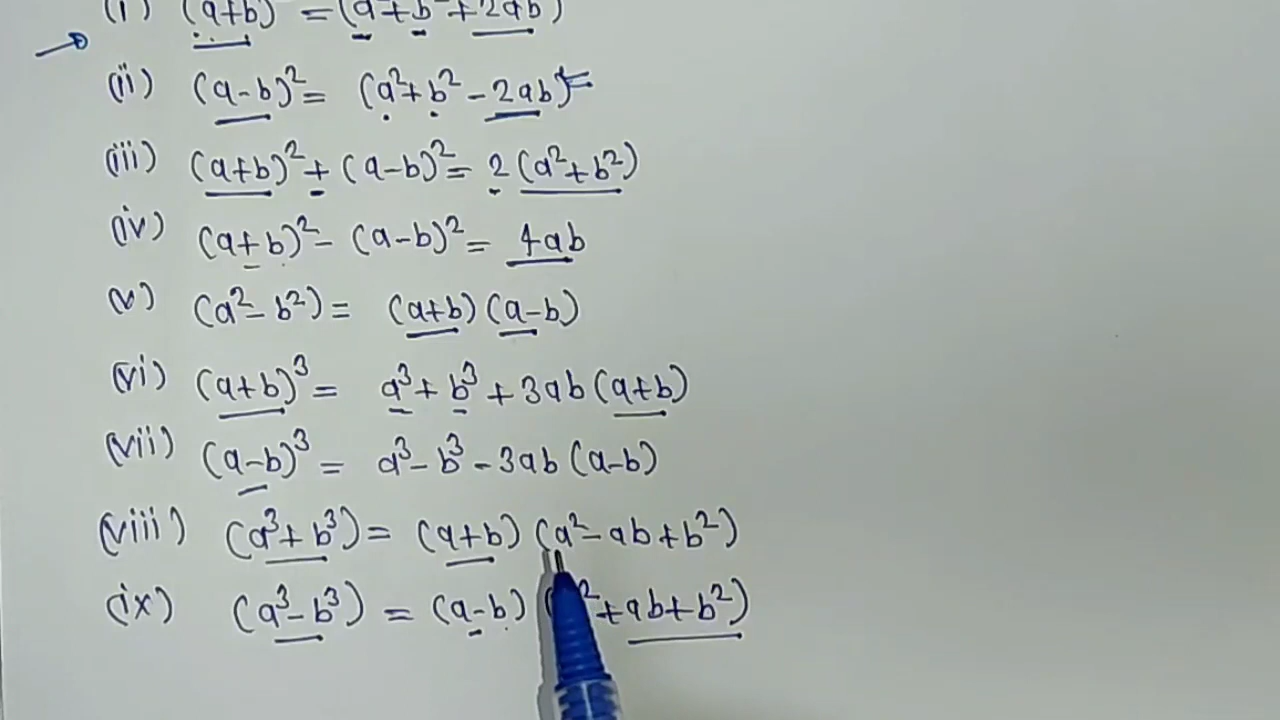 (i) (a+b) = (a + b + 2ab)
(ii) (a-b)² = (a²+b² - 2ab)
(iii) (a+b)² + (a-b)² = 2(a²+b²)
(iv) (a+b)² - (a-b)² = 4ab
(v) (a² - b²) = (a+b)(a-b)
(vi) (a+b)³ = a³ + b³ + 3ab(a+b)
(vii) (a-b)³ = a³ - b³ - 3ab(a-b)
(viii) (a³ + b³) = (a+b)(a² - ab + b²)
(ix) (a³ - b³) = (a-b)( ² + ab + b²)